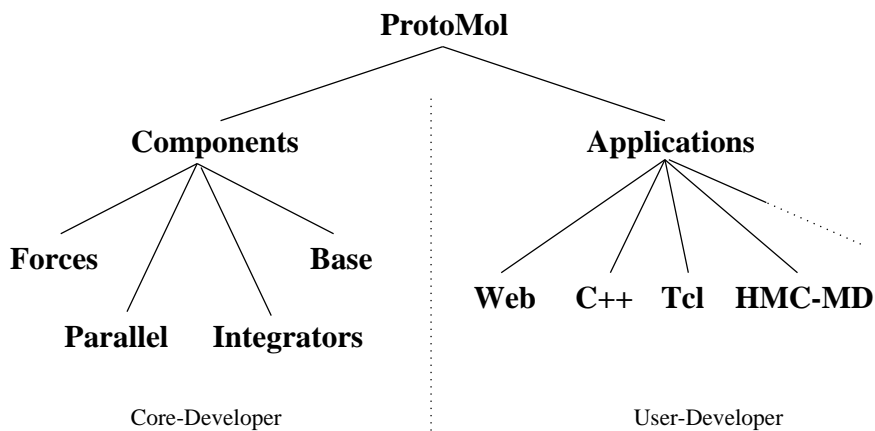 ProtoMol
Components Applications
Forces Base
Web C++ Tcl HMC-MD
Parallel Integrators
Core-Developer User-Developer